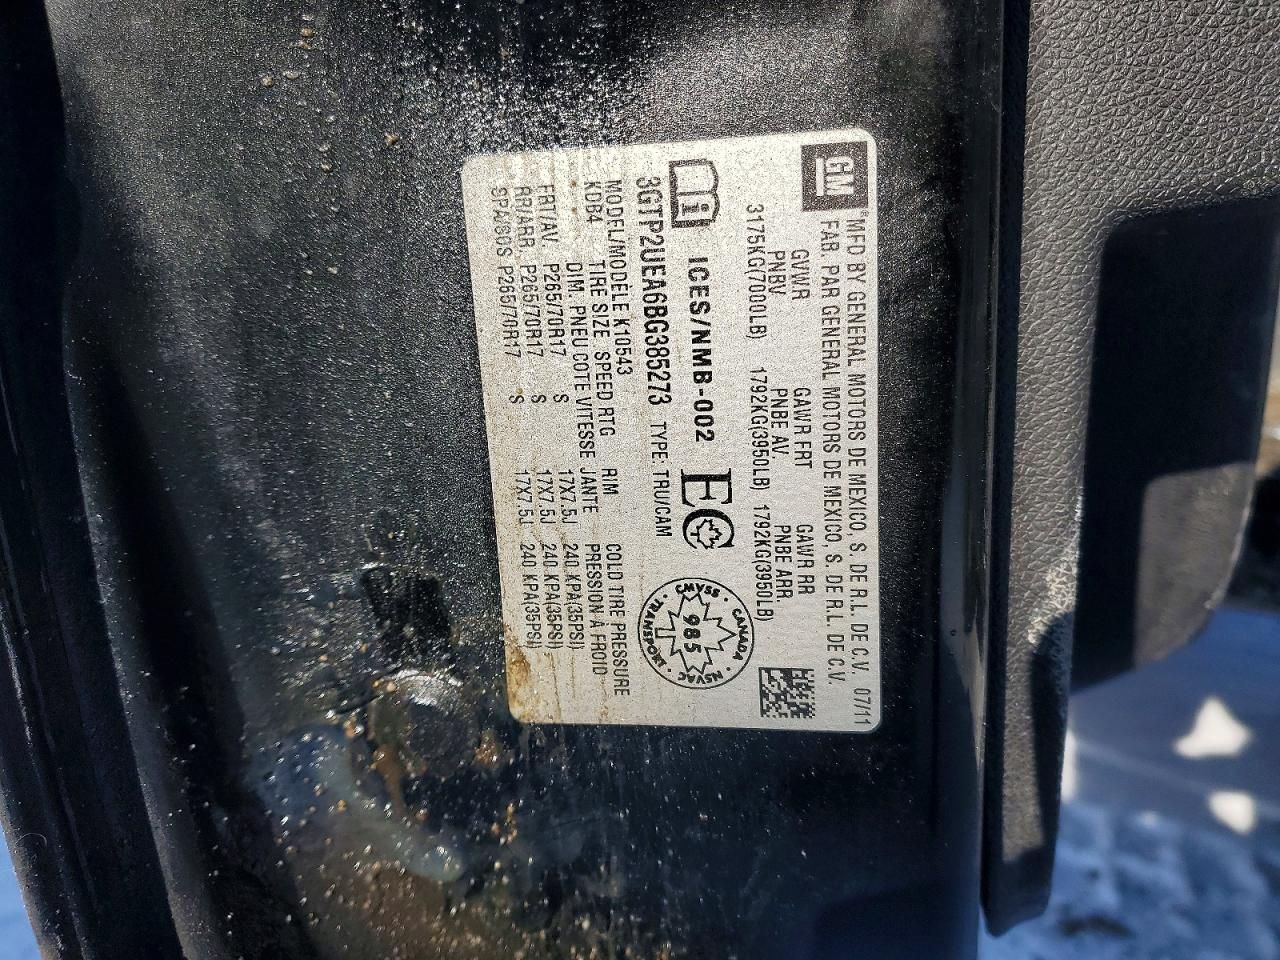 GM
®MFD BY GENERAL MOTORS DE MEXICO, S. DE R.L. DE C.V. 07/11
FAB. PAR GENERAL MOTORS DE MEXICO, S. DE R.L. DE C.V.
GVWR GAWR FRT GAWR RR
PNBV PNBE AV. PNBE ARR.
3175KG(7000LB) 1792KG(3950LB) 1792KG(3950LB)
i ICES/NMB-002 EC
CANADA · NSVAC · TRANSPORT · CMVSS ·
985
3GTP2UEA6BG385273 TYPE: TRU/CAM
MODEL/MODÈLE K10543
KDB4 TIRE SIZE SPEED RTG RIM COLD TIRE PRESSURE
DIM. PNEU COTE VITESSE JANTE PRESSION À FROID
FRT/AV. P265/70R17 S 17X7.5J 240 KPA(35PSI)
RR/ARR. P265/70R17 S 17X7.5J 240 KPA(35PSI)
SPA/SOS P265/70R17 S 17X7.5J 240 KPA(35PSI)